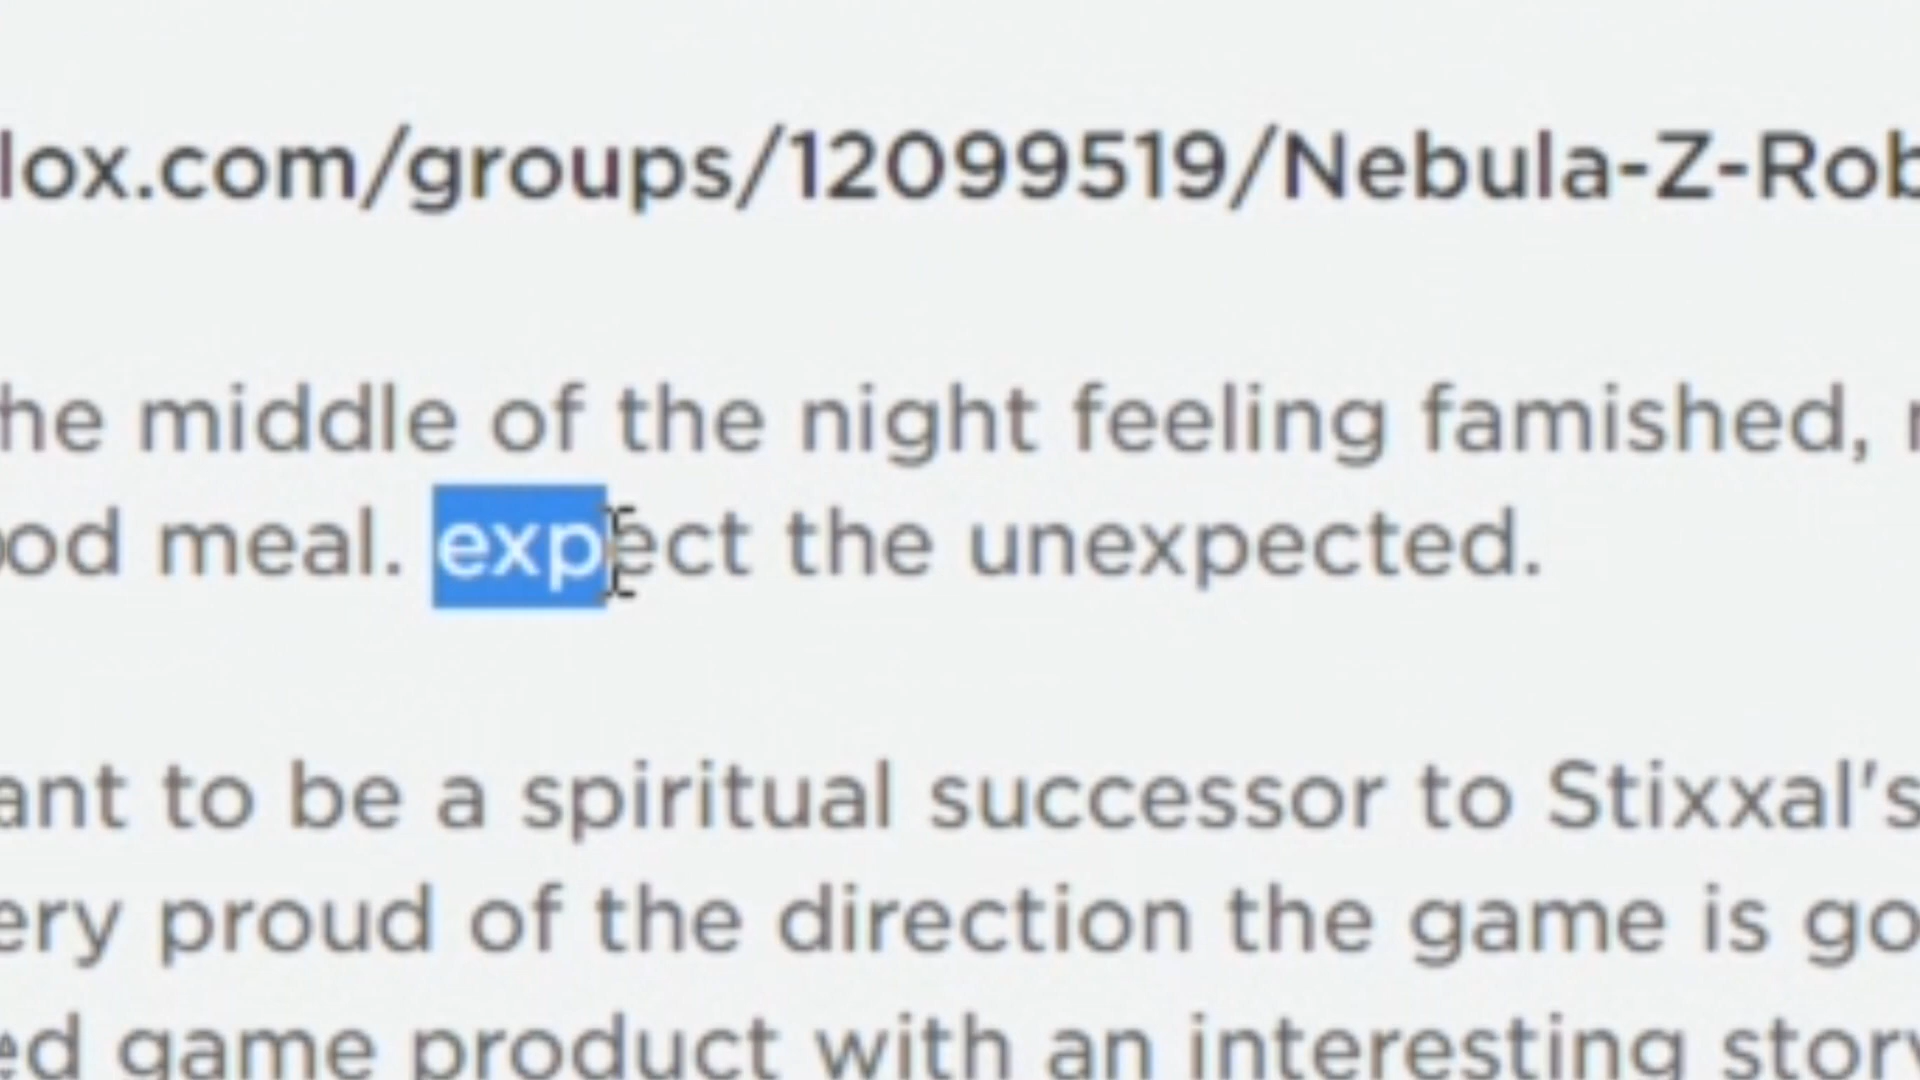 lox.com/groups/12099519/Nebula-Z-Rob
he middle of the night feeling famished,
ood meal. expect the unexpected.
ant to be a spiritual successor to Stixxal's
ery proud of the direction the game is go
ed game product with an interesting story